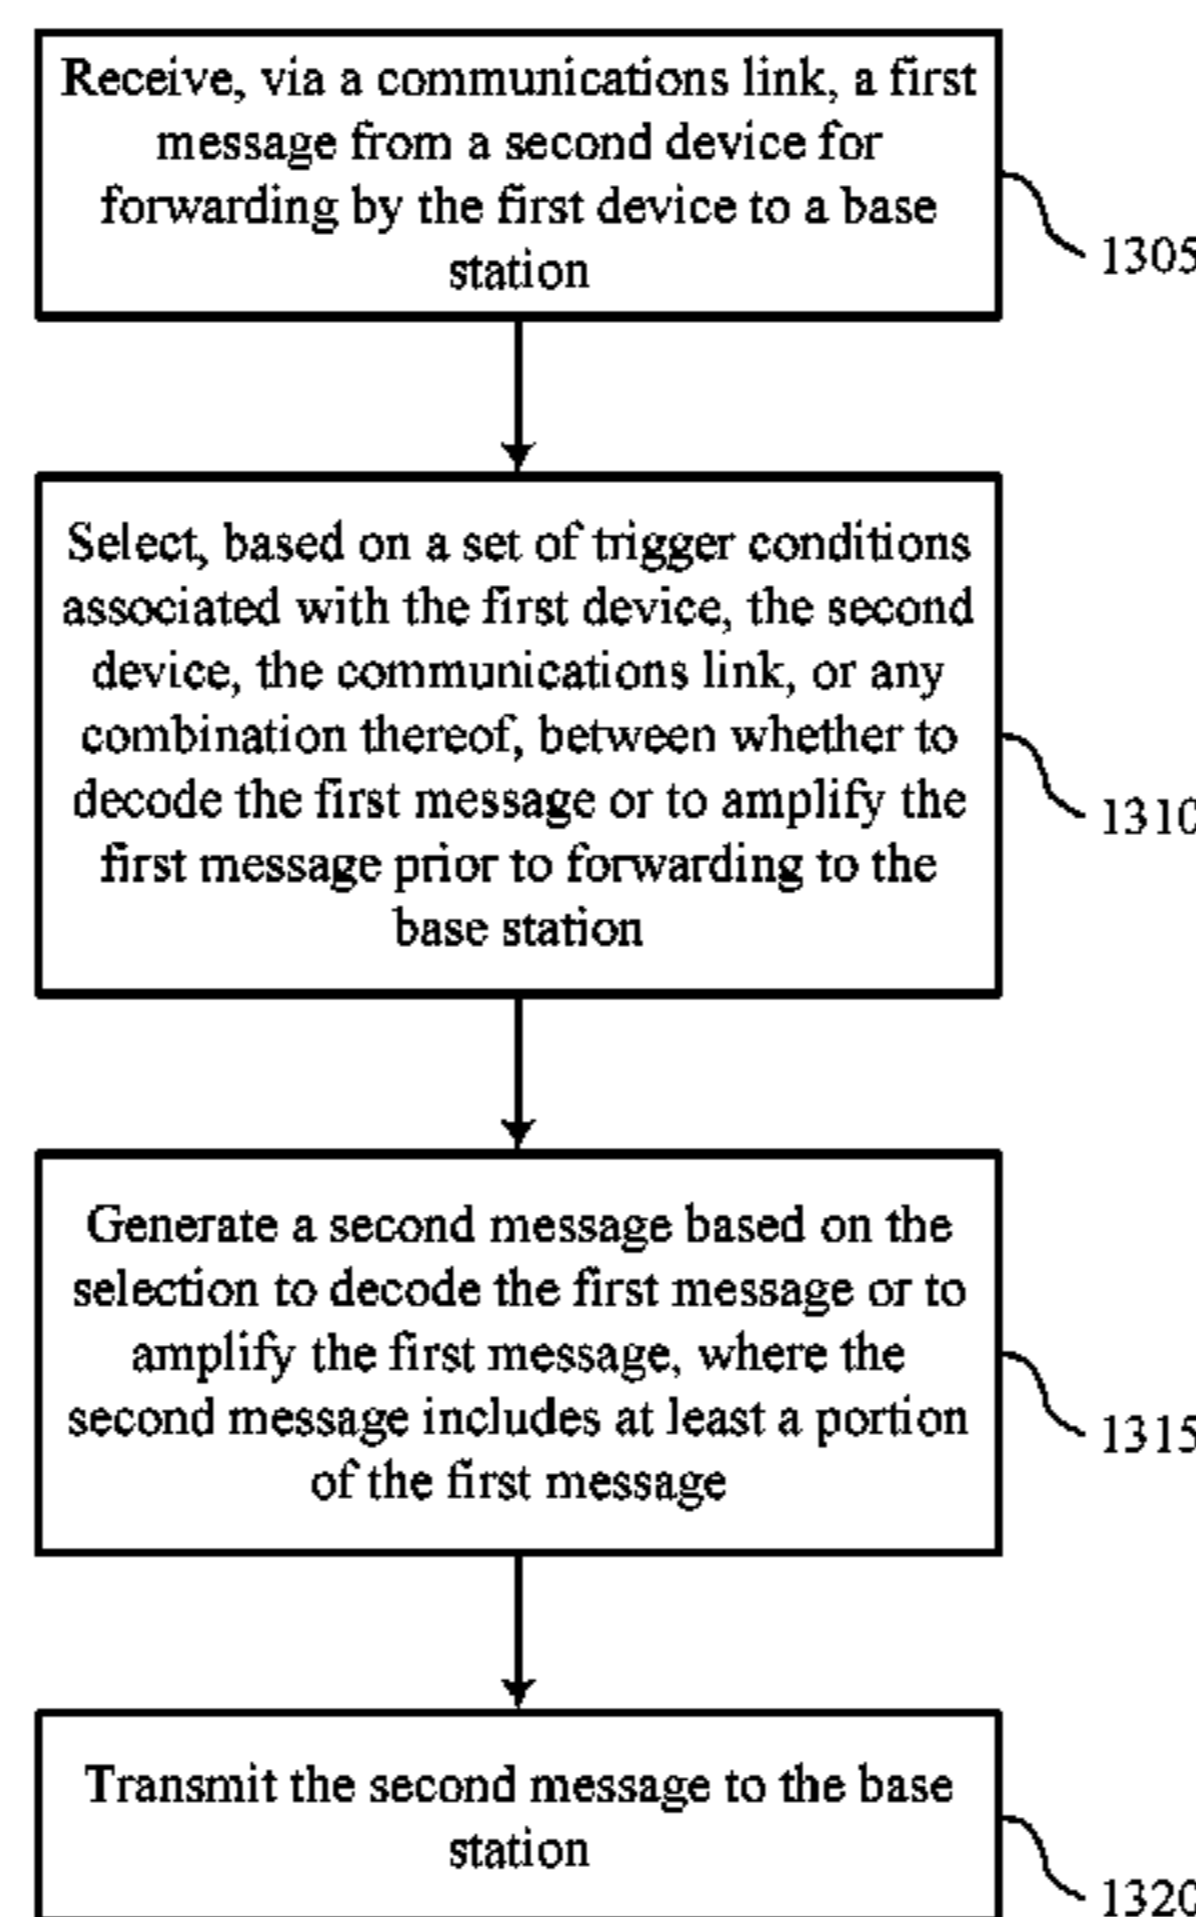 Receive, via a communications link, a first
message from a second device for
forwarding by the first device to a base
station
1305
Select, based on a set of trigger conditions
associated with the first device, the second
device, the communications link, or any
combination thereof, between whether to
decode the first message or to amplify the
first message prior to forwarding to the
base station
1310
Generate a second message based on the
selection to decode the first message or to
amplify the first message, where the
second message includes at least a portion
of the first message
1315
Transmit the second message to the base
station
1320